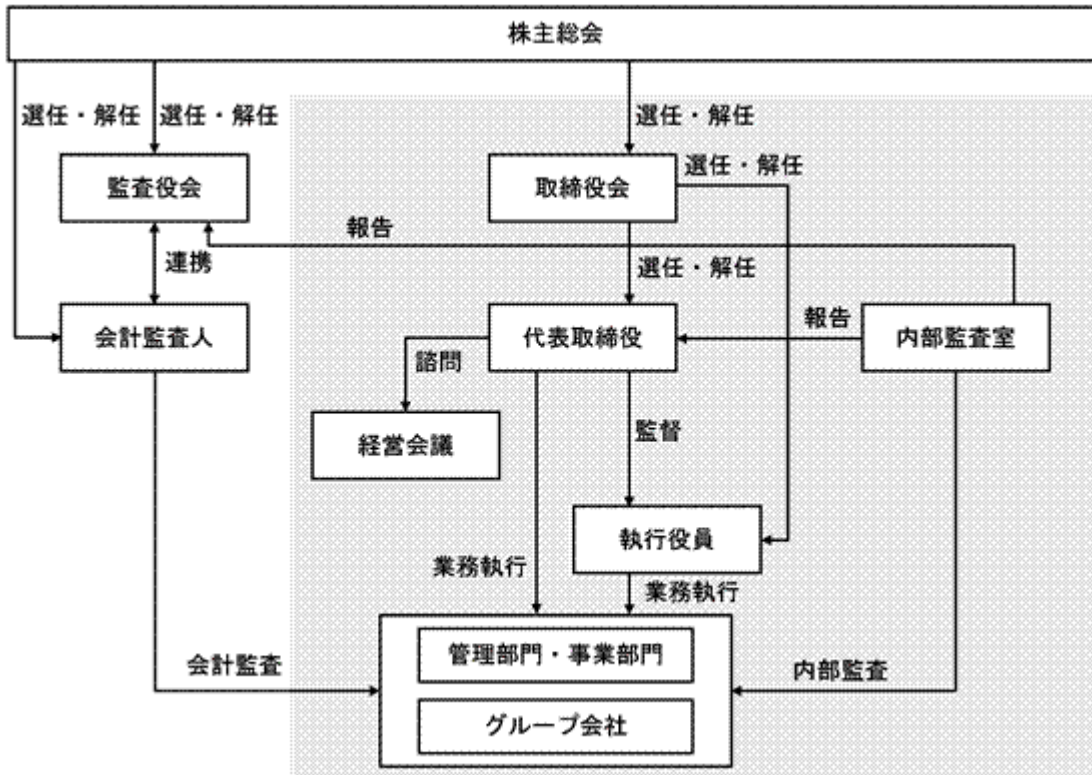 株主総会
選任・解任
選任・解任
選任・解任
監査役会
取締役会
選任・解任
報告
連携
選任・解任
会計監査人
代表取締役
報告
内部監査室
諮問
経営会議
監督
執行役員
業務執行
業務執行
管理部門・事業部門
会計監査
内部監査
グループ会社